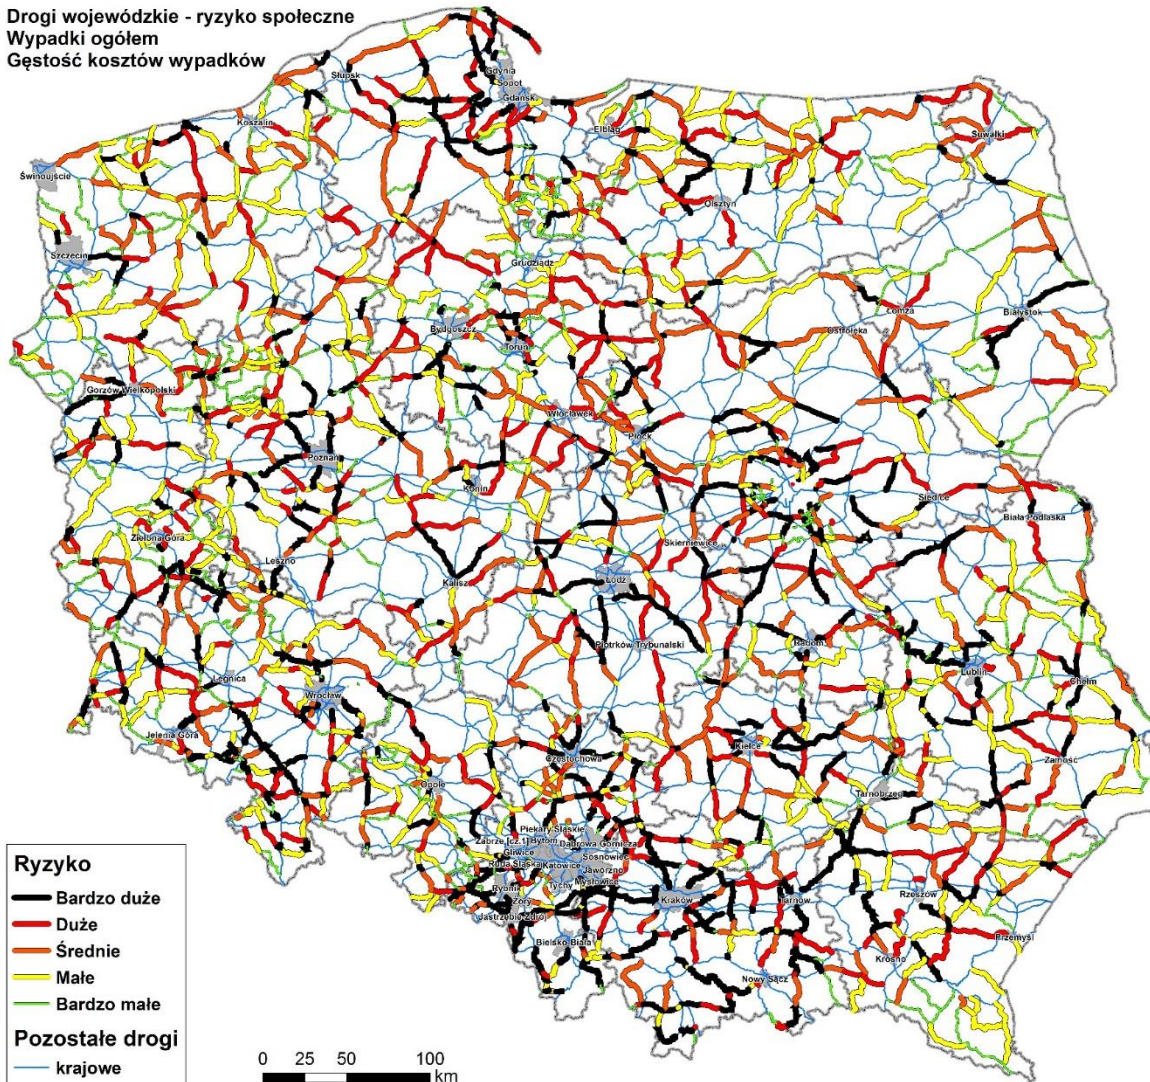 Drogi wojewódzkie - ryzyko społeczne
Wypadki ogółem
Gęstość kosztów wypadków
Słupsk
Gdynia
Sopot
Gdańsk
Koszalin
Elbląg
Suwałki
Świnoujście
Olsztyn
Szczecin
Grudziądz
Łomża
Białystok
Bydgoszcz
Ostrołęka
Toruń
Gorzów Wielkopolski
Włocławek
Płock
Poznań
Konin
Siedlce
Biała Podlaska
Zielona Góra
Skierniewice
Leszno
Kalisz
Łódź
Piotrków Trybunalski
Radom
Lublin
Legnica
Chełm
Wrocław
Jelenia Góra
Kielce
Częstochowa
Zamość
Opole
Tarnobrzeg
Piekary Śląskie
Zabrze [cz.1]
Bytom
Dąbrowa Górnicza
Gliwice
Sosnowiec
Ruda Śląska
Katowice
Jaworzno
Tychy
Mysłowice
Rybnik
Żory
Kraków
Tarnów
Rzeszów
Jastrzębie-Zdrój
Bielsko-Biała
Przemyśl
Krosno
Nowy Sącz
Ryzyko
Bardzo duże
Duże
Średnie
Małe
Bardzo małe
Pozostałe drogi
krajowe
0 25 50 100
km